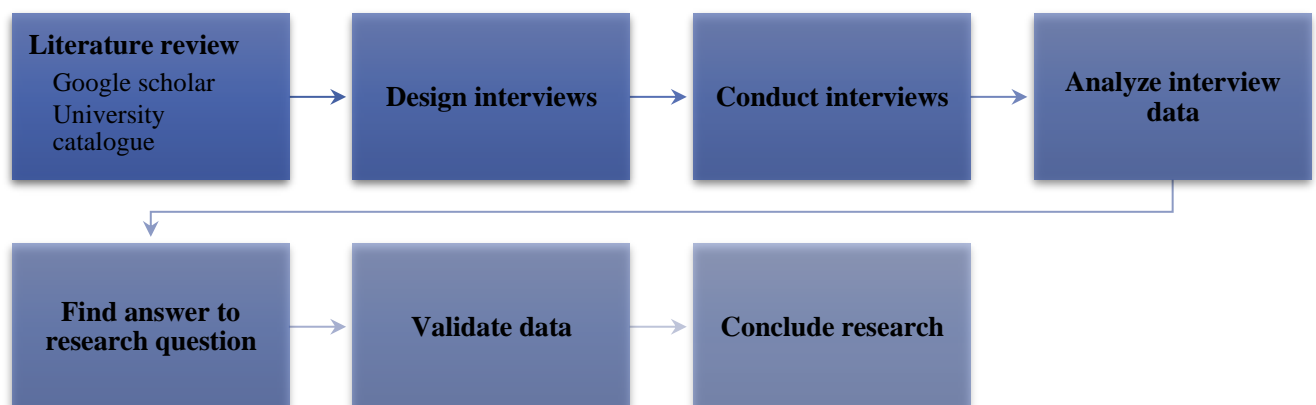 Literature review
Google scholar
University
catalogue
Design interviews
Conduct interviews
Analyze interview
data
Find answer to
research question
Validate data
Conclude research